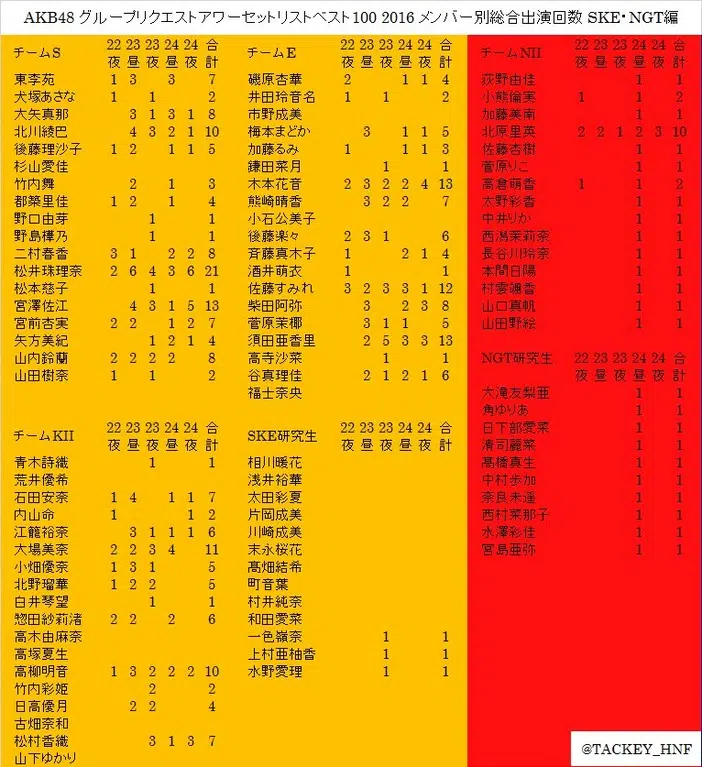 AKB48 グループリクエストアワーセットリストベスト100 2016 メンバー別総合出演回数 SKE・NGT編
チームS 22夜 23昼 23夜 24昼 24夜 合計
東李苑 1 3 3 7
犬塚あさな 1 1 2
大矢真那 3 1 3 1 8
北川綾巴 4 3 2 1 10
後藤理沙子 1 2 1 1 5
杉山愛佳
竹内舞 2 1 3
都築里佳 1 2 1 4
野口由芽 1 1
野島樺乃 1 1
二村春香 3 1 2 2 8
松井珠理奈 2 6 4 3 6 21
松本慈子 1 1
宮澤佐江 4 3 1 5 13
宮前杏実 2 2 1 2 7
矢方美紀 1 2 1 4
山内鈴蘭 2 2 2 2 8
山田樹奈 1 1 2
チームKII 22夜 23昼 23夜 24昼 24夜 合計
青木詩織 1 1
荒井優希
石田安奈 1 4 1 1 7
内山命 1 1 2
江籠裕奈 3 1 1 1 6
大場美奈 2 2 3 4 11
小畑優奈 1 3 1 5
北野瑠華 1 2 2 5
白井琴望 1 1
惣田紗莉渚 2 2 2 6
高木由麻奈
高塚夏生
高柳明音 1 3 2 2 2 10
竹内彩姫 2 2
日高優月 2 2 4
古畑奈和
松村香織 3 1 3 7
山下ゆかり
チームE 22夜 23昼 23夜 24昼 24夜 合計
磯原杏華 2 1 1 4
井田玲音名 1 1 2
市野成美
梅本まどか 3 1 1 5
加藤るみ 1 1 1 3
鎌田菜月 1 1
木本花音 2 3 2 2 4 13
熊崎晴香 3 2 2 7
小石公美子
後藤楽々 2 3 1 6
斉藤真木子 1 2 1 4
酒井萌衣 1 1
佐藤すみれ 3 2 3 3 1 12
柴田阿弥 3 2 3 8
菅原茉椰 3 1 1 5
須田亜香里 2 5 3 3 13
高寺沙菜 1 1
谷真理佳 2 1 2 1 6
福士奈央
SKE研究生 22夜 23昼 23夜 24昼 24夜 合計
相川暖花
浅井裕華
太田彩夏
片岡成美
川崎成美
末永桜花
髙畑結希
町音葉
村井純奈
和田愛菜
一色嶺奈 1 1
上村亜柚香 1 1
水野愛理 1 1
チームNII 22夜 23昼 23夜 24昼 24夜 合計
荻野由佳 1 1
小熊倫実 1 1 2
加藤美南 1 1
北原里英 2 2 1 2 3 10
佐藤杏樹 1 1
菅原りこ 1 1
高倉萌香 1 1 2
太野彩香 1 1
中井りか 1 1
西潟茉莉奈 1 1
長谷川玲奈 1 1
本間日陽 1 1
村雲颯香 1 1
山口真帆 1 1
山田野絵 1 1
NGT研究生 22夜 23昼 23夜 24昼 24夜 合計
大滝友梨亜 1 1
角ゆりあ 1 1
日下部愛菜 1 1
清司麗菜 1 1
髙橋真生 1 1
中村歩加 1 1
奈良未遥 1 1
西村菜那子 1 1
水澤彩佳 1 1
宮島亜弥 1 1
@TACKEY_HNF